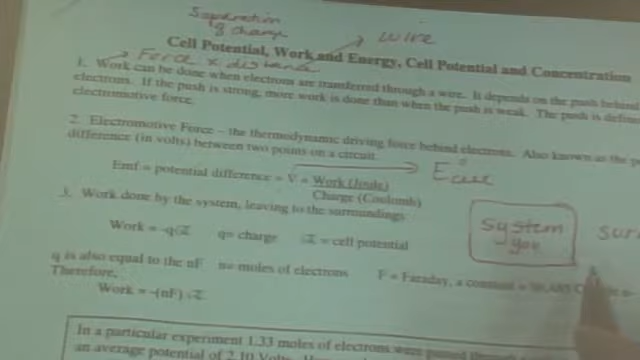 Separation
of charge
wire
Cell Potential, Work and Energy, Cell Potential and Concentration
Force x distance
1. Work can be done when electrons are transferred through a wire. It depends on the push behind
electrons. If the push is strong, more work is done than when the push is weak. The push is defined
electromotive force.
2. Electromotive Force – the thermodynamic driving force behind electrons. Also known as the
difference (in volts) between two points on a circuit.
Emf = potential difference = V = Work (Joule)
Charge (Coulomb)
E°cell
3. Work done by the system, leaving to the surroundings
Work = -qℰ q= charge ℰ = cell potential
system
you
q is also equal to the nF n= moles of electrons F = Faraday, a constant =
Therefore,
Work = -(nF) ℰ
In a particular experiment 1.33 moles of electrons were
an average potential of 2.10 Volts.